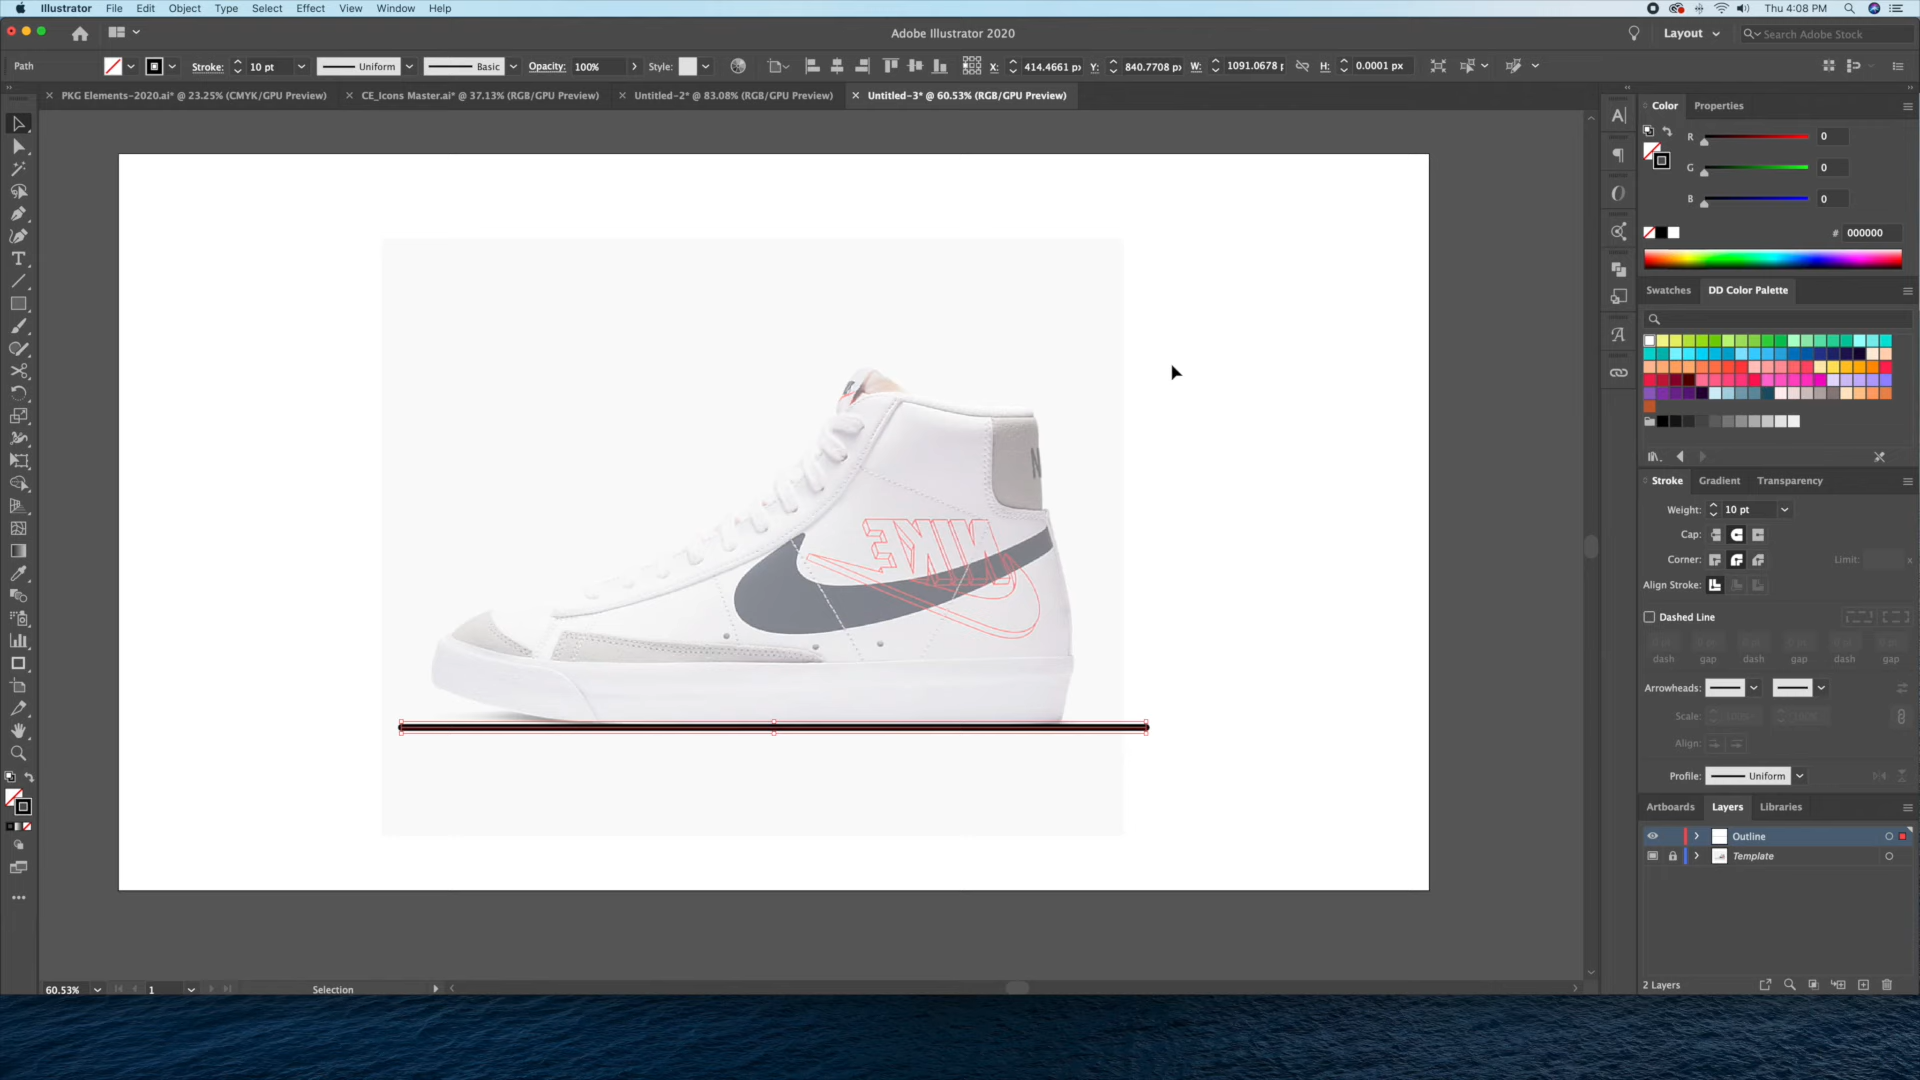 Illustrator File Edit Object Type Select Effect View Window Help
Thu 4:08 PM
Adobe Illustrator 2020
Layout
Search Adobe Stock
Path
Stroke: 10 pt
Uniform
Basic
Opacity: 100%
Style:
X: 414.4661 px
Y: 840.7708 px
W: 1091.0678
H: 0.0001 px
PKG Elements-2020.ai* @ 23.25% (CMYK/GPU Preview)
CE_Icons Master.ai* @ 37.13% (RGB/GPU Preview)
Untitled-2* @ 83.08% (RGB/GPU Preview)
Untitled-3* @ 60.53% (RGB/GPU Preview)
Color Properties
R 0
G 0
B 0
# 000000
Swatches DD Color Palette
Stroke Gradient Transparency
Weight: 10 pt
Cap:
Corner: Limit:
Align Stroke:
Dashed Line
dash gap dash gap dash gap
Arrowheads:
Scale:
Align:
Profile: Uniform
Artboards Layers Libraries
Outline
Template
2 Layers
NIKE
60.53% 1 Selection